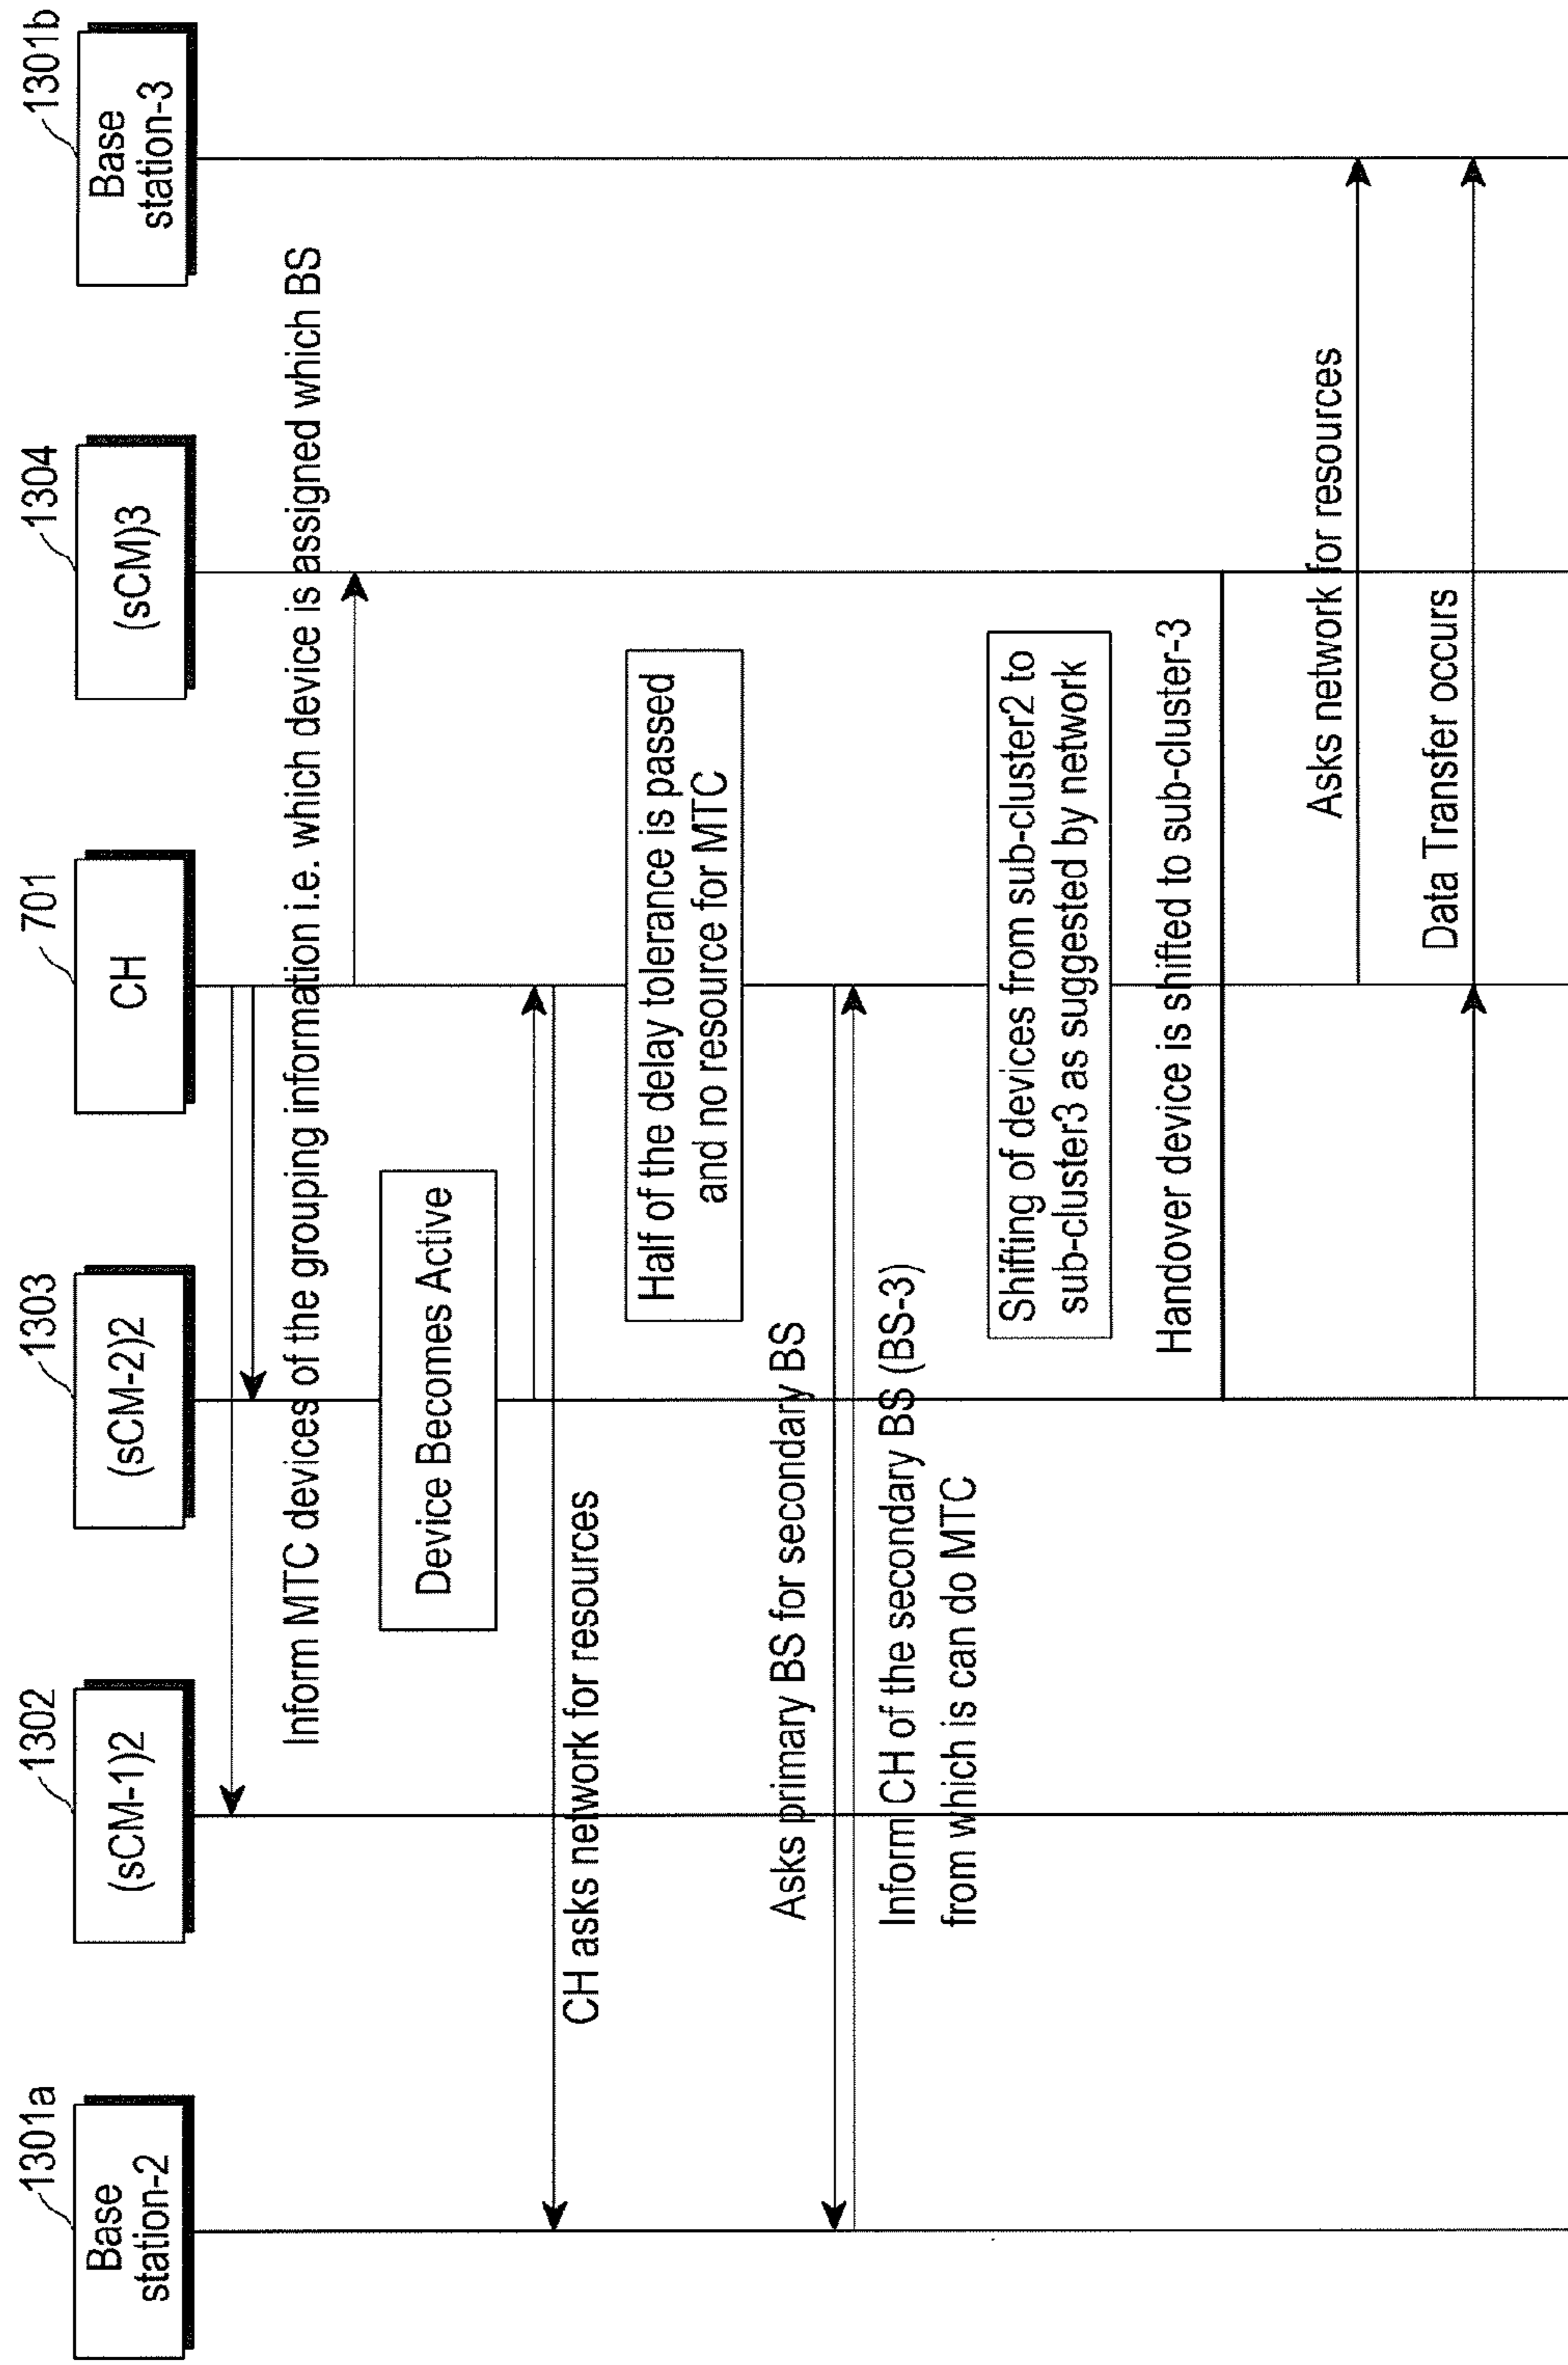 1301a
Base
station-2
1302
(sCM-1)2
1303
(sCM-2)2
701
CH
1304
(sCM)3
1301b
Base
station-3
Inform MTC devices of the grouping information i.e. which device is assigned which BS
Device Becomes Active
CH asks network for resources
Half of the delay tolerance is passed
and no resource for MTC
Asks primary BS for secondary BS
Inform CH of the secondary BS (BS-3)
from which is can do MTC
Shifting of devices from sub-cluster2 to
sub-cluster3 as suggested by network
Handover device is shifted to sub-cluster-3
Asks network for resources
Data Transfer occurs